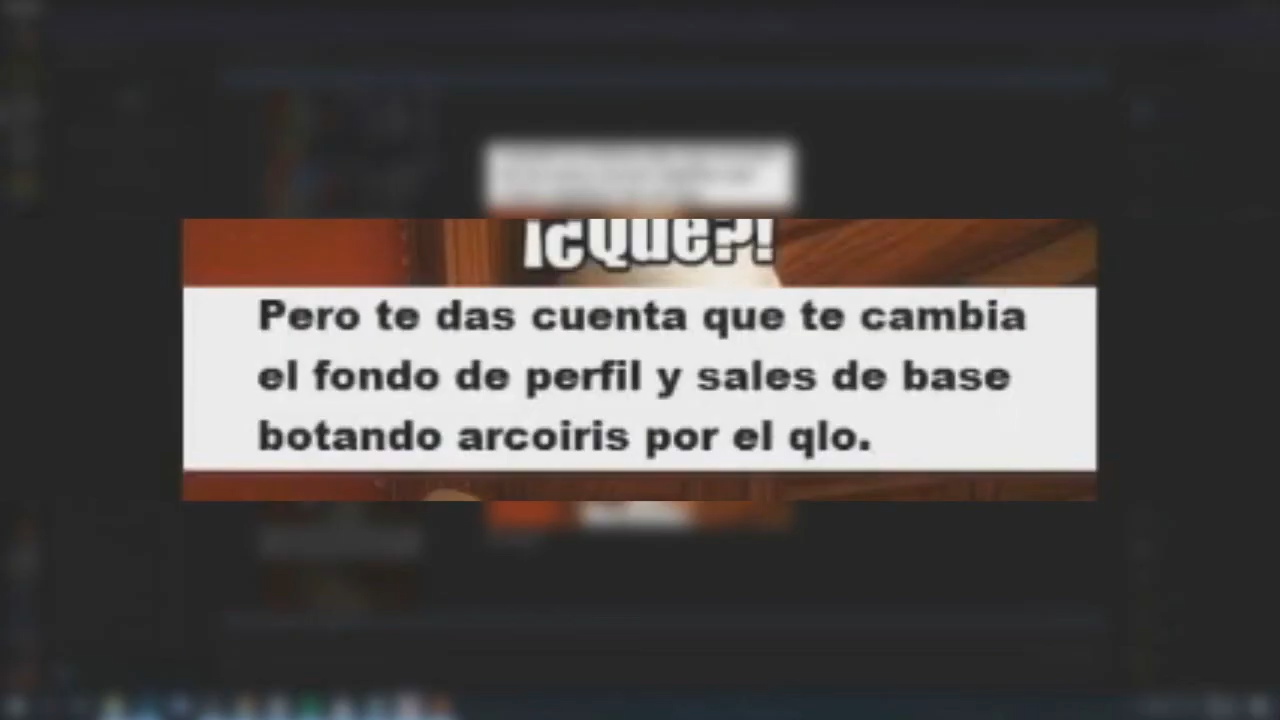 ¡¿Que?!
Pero te das cuenta que te cambia
el fondo de perfil y sales de base
botando arcoiris por el qlo.